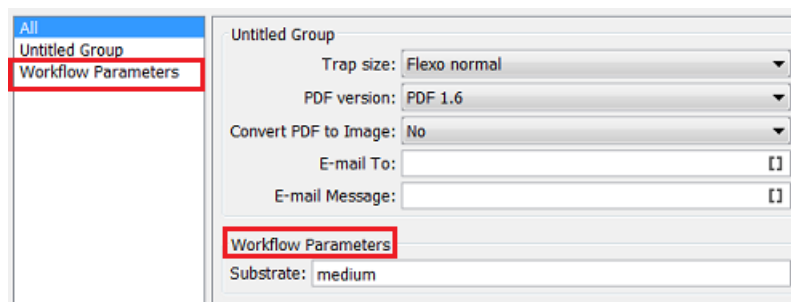 All
Untitled Group
Workflow Parameters
Untitled Group
Trap size: Flexo normal
PDF version: PDF 1.6
Convert PDF to Image: No
E-mail To: []
E-mail Message: []
Workflow Parameters
Substrate: medium